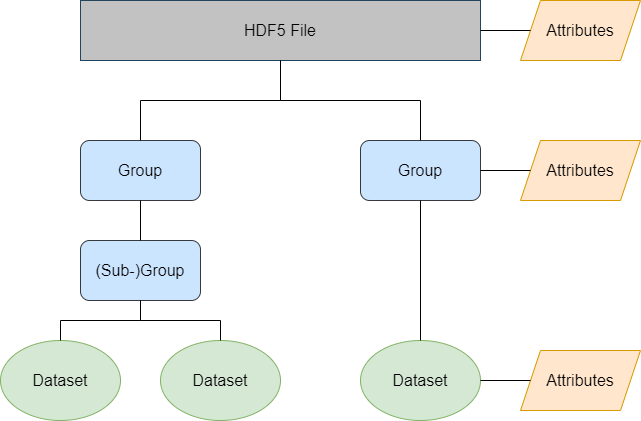 HDF5 File
Attributes
Group
Group
Attributes
(Sub-)Group
Dataset
Dataset
Dataset
Attributes